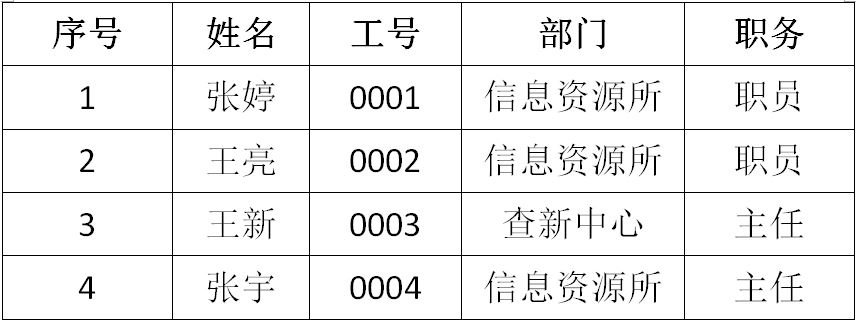 序号 姓名 工号 部门 职务
1 张婷 0001 信息资源所 职员
2 王亮 0002 信息资源所 职员
3 王新 0003 查新中心 主任
4 张宇 0004 信息资源所 主任